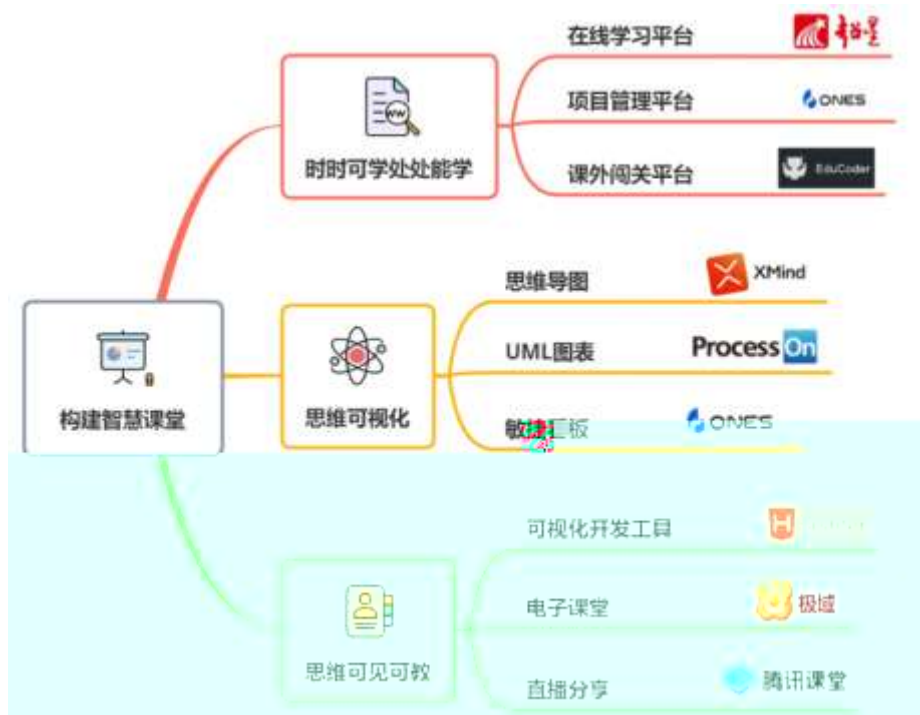 在线学习平台
项目管理平台
ONES
时时可学处处能学
课外闯关平台
EduCoder
思维导图
XMind
UML图表
ProcessOn
构建智慧课堂
思维可视化
敏捷看板
ONES
可视化开发工具
电子课堂
极域
思维可见可教
直播分享
腾讯课堂